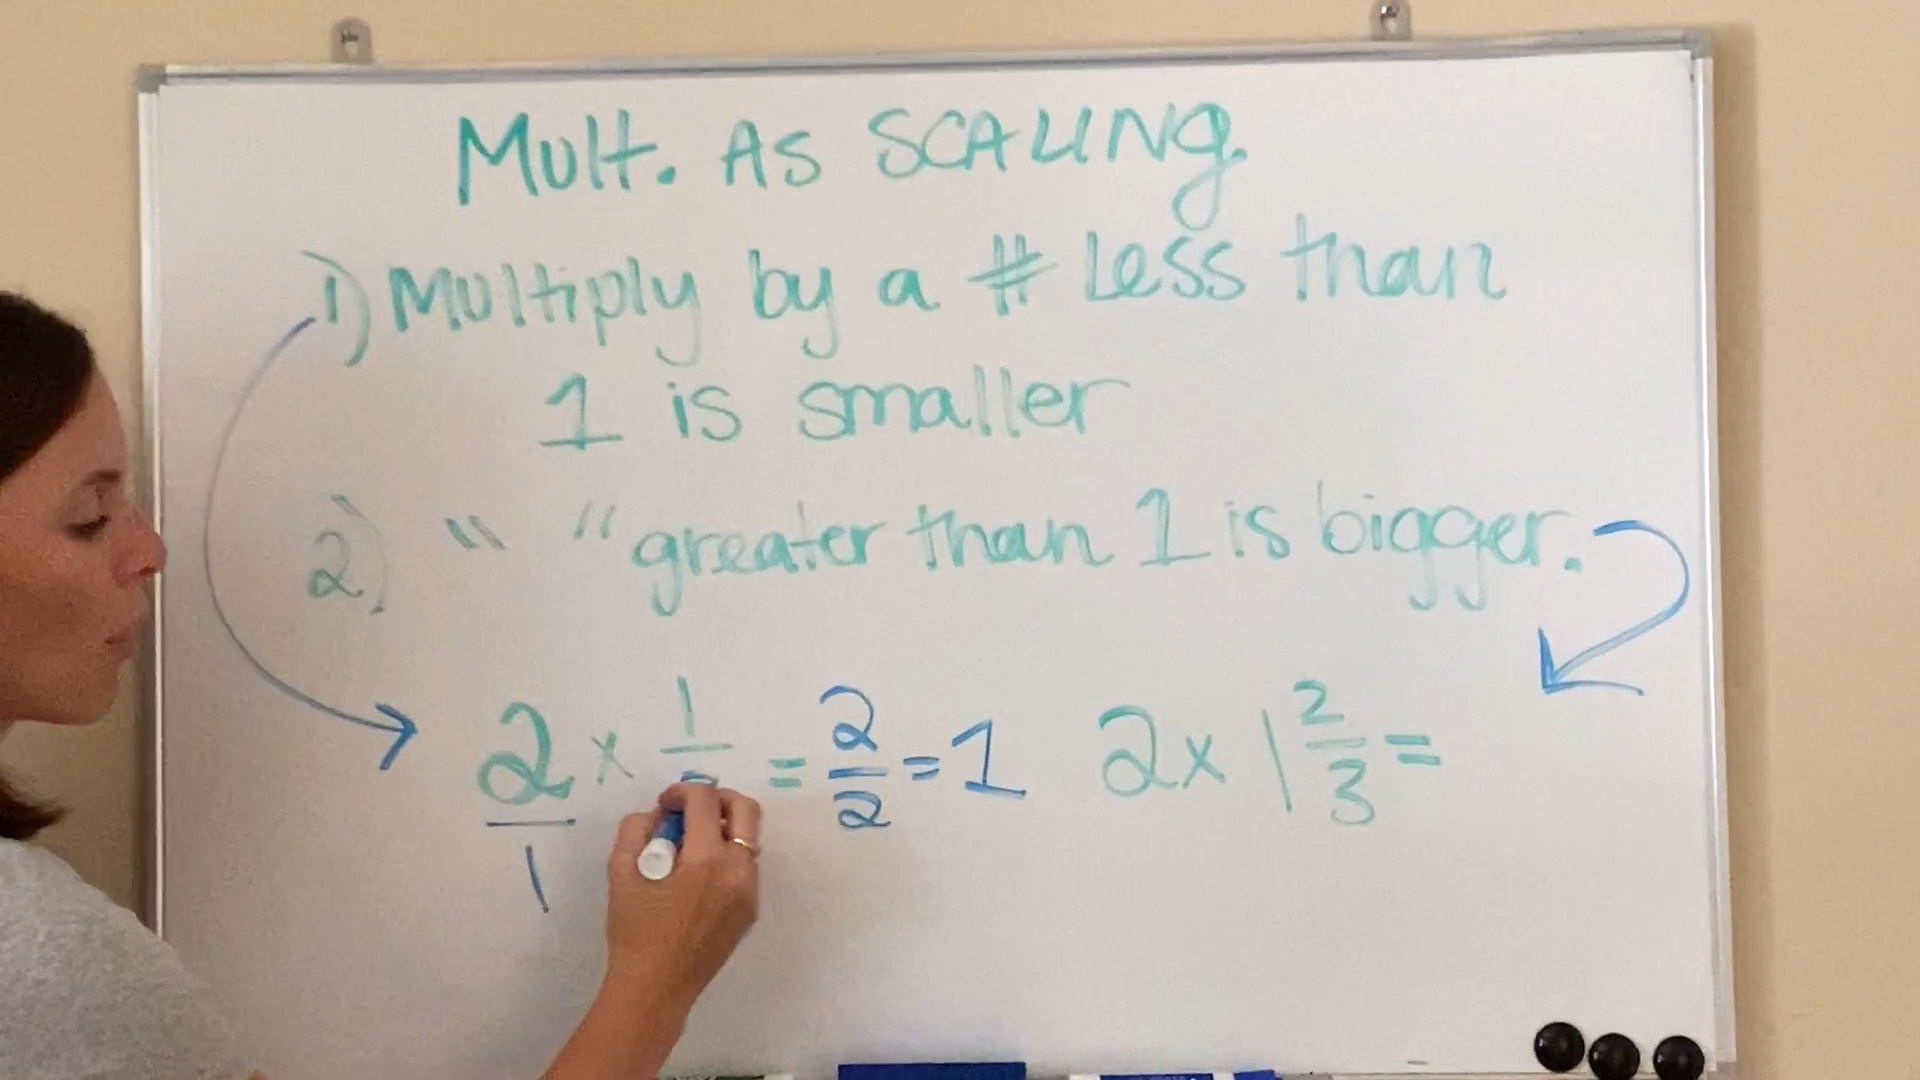 Mult. As SCALING.
1) Multiply by a # Less than
1 is smaller
2) " " greater than 1 is bigger.
2/1 x 1/2 = 2/2 = 1 2 x 1 2/3 =